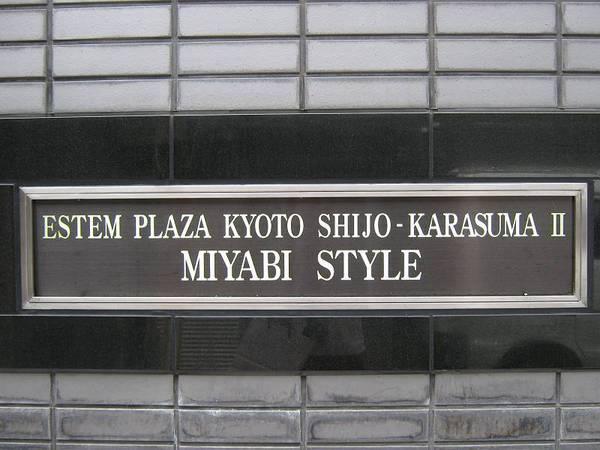 ESTEM PLAZA KYOTO SHIJO-KARASUMA II
MIYABI STYLE